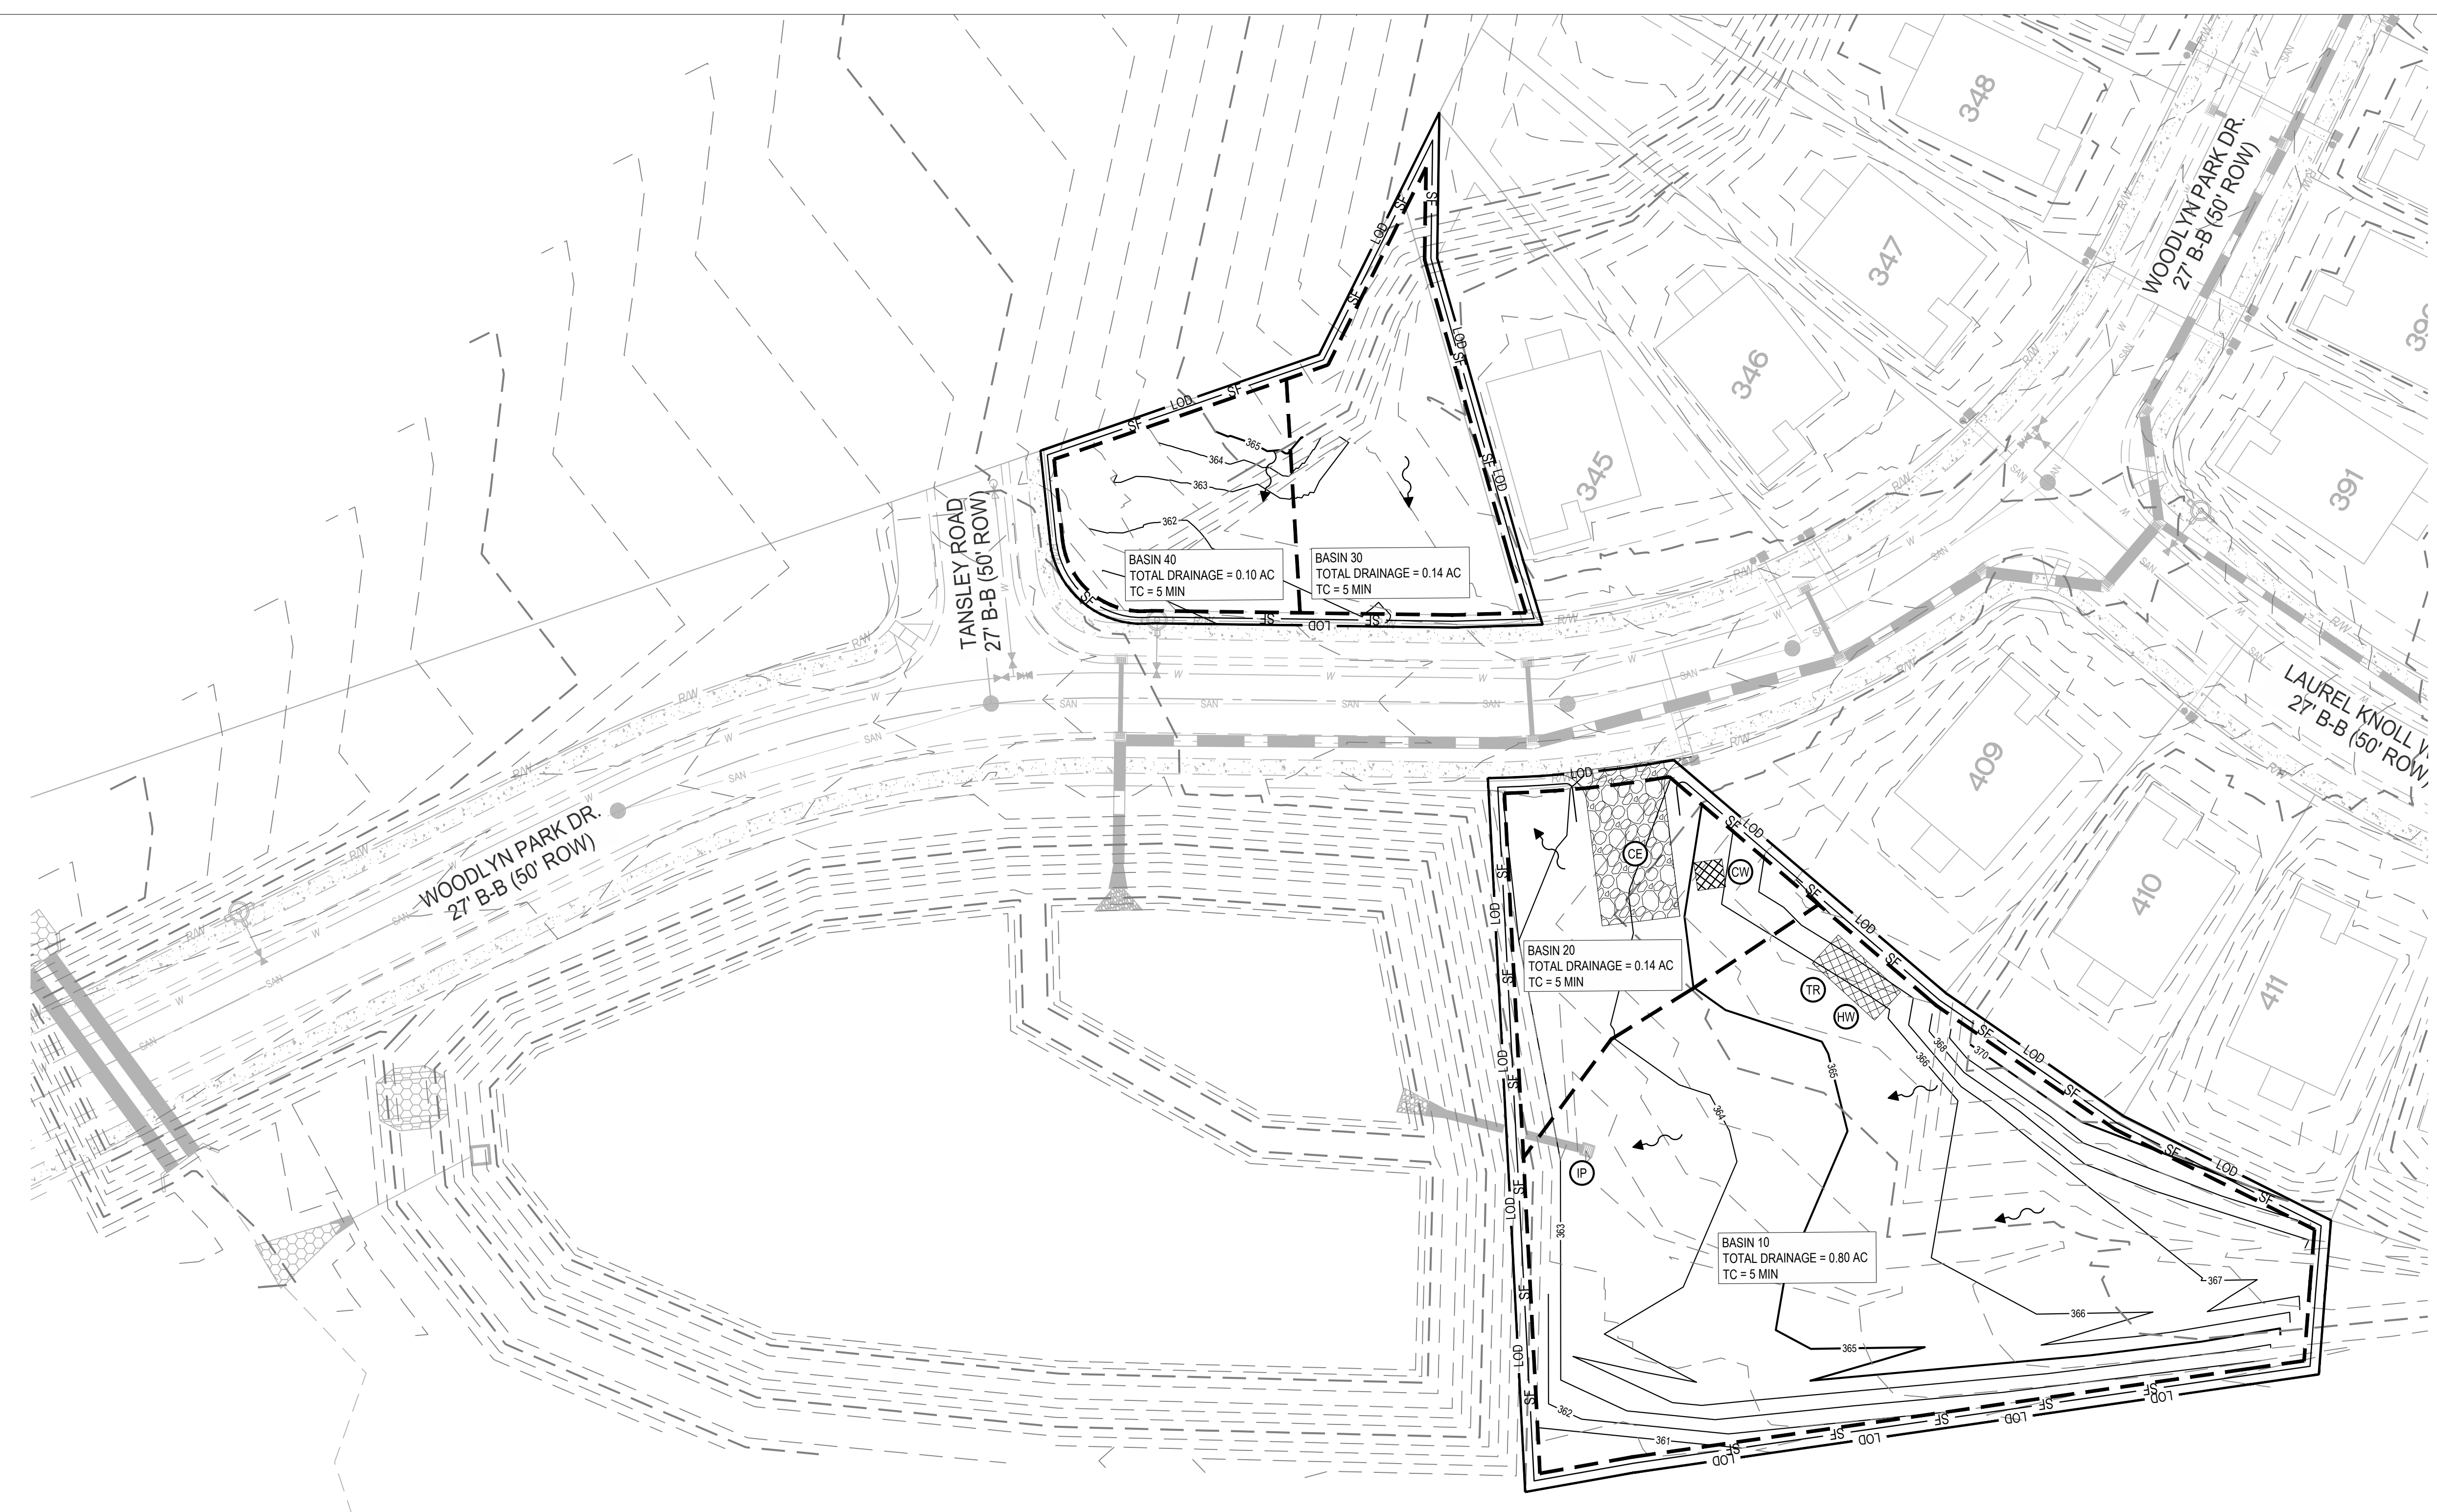 348
WOODLYN PARK DR.
27' B-B (50' ROW)
347
346
345
391
409
410
411
TANSLEY ROAD
27' B-B (50' ROW)
WOODLYN PARK DR.
27' B-B (50' ROW)
LAUREL KNOLL
27' B-B (50' ROW)
365
364
363
362
BASIN 40
TOTAL DRAINAGE = 0.10 AC
TC = 5 MIN
BASIN 30
TOTAL DRAINAGE = 0.14 AC
TC = 5 MIN
BASIN 20
TOTAL DRAINAGE = 0.14 AC
TC = 5 MIN
BASIN 10
TOTAL DRAINAGE = 0.80 AC
TC = 5 MIN
CE
CW
TR
HW
IP
370
368
366
365
364
363
367
366
365
362
361
LOD
SF
LOD
SF
R/W
SAN
W